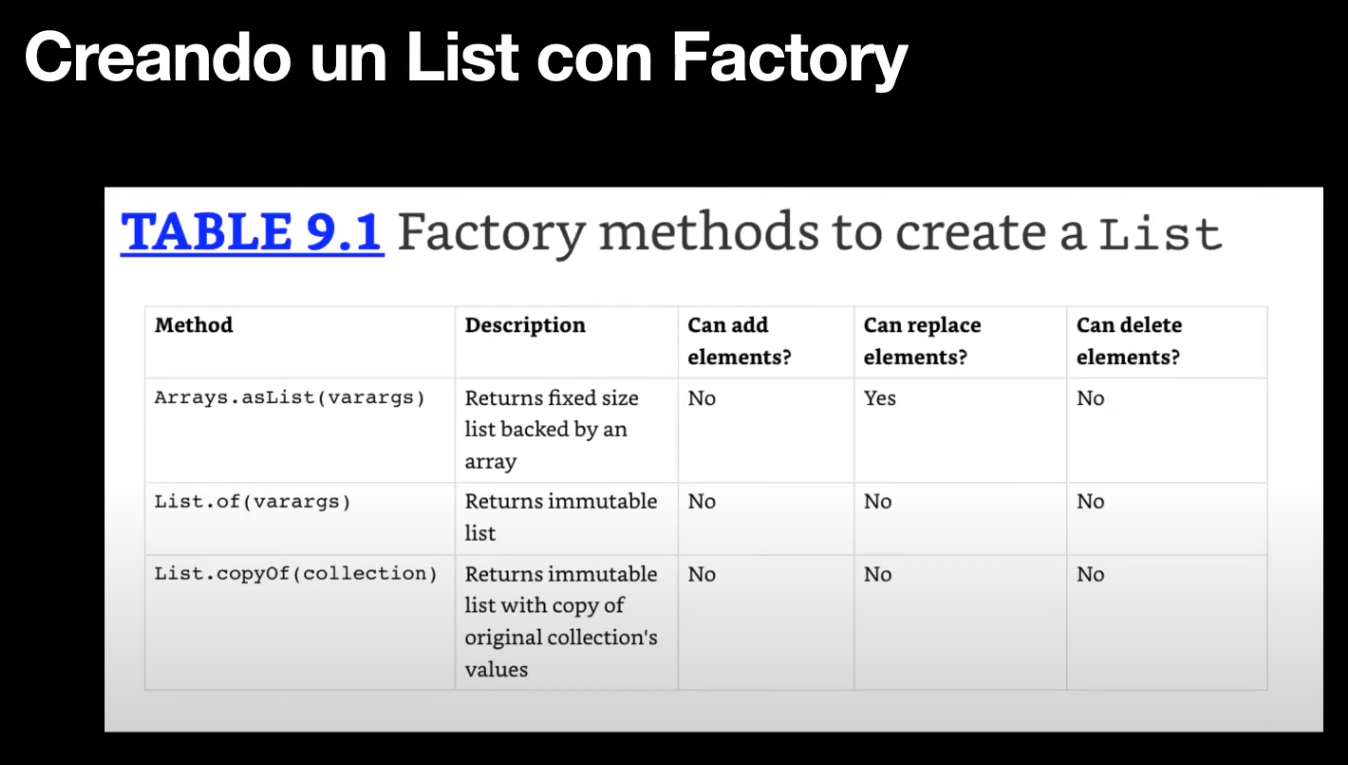 Creando un List con Factory
TABLE 9.1 Factory methods to create a List
Method Description Can add Can replace Can delete
elements? elements? elements?
Arrays.asList(varargs) Returns fixed size No Yes No
list backed by an
array
List.of(varargs) Returns immutable No No No
list
List.copyOf(collection) Returns immutable No No No
list with copy of
original collection's
values